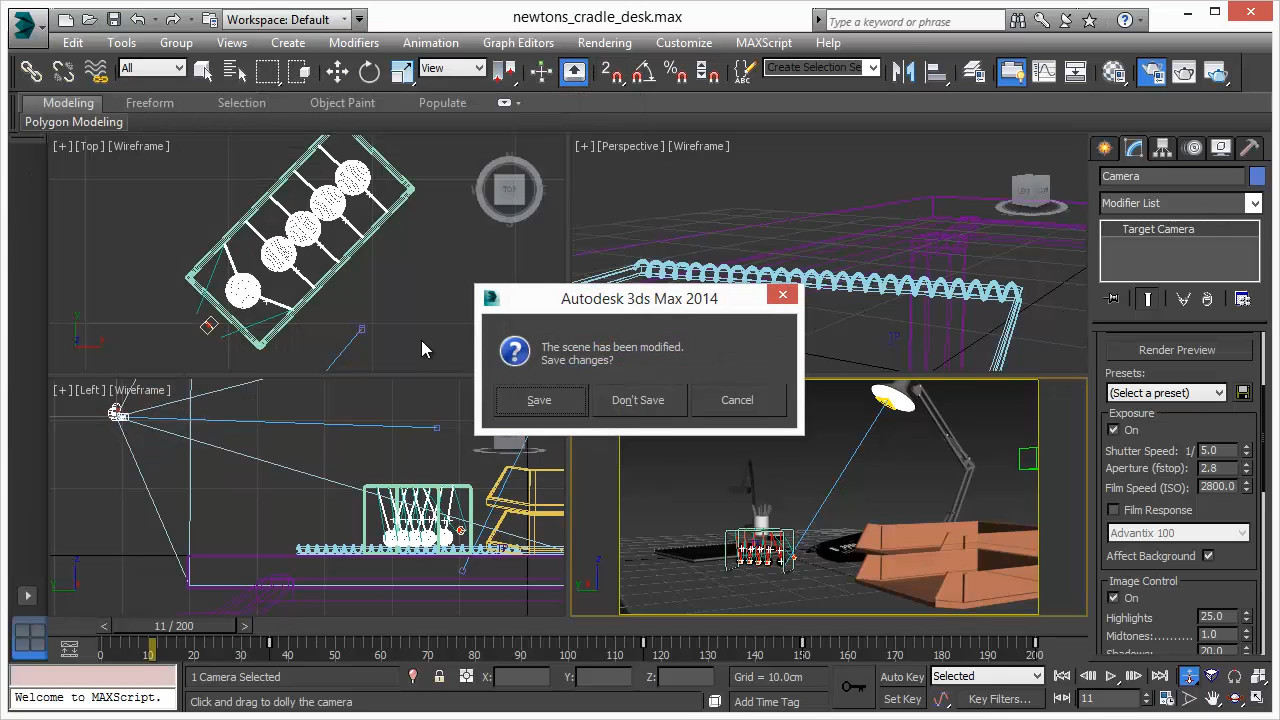 Workspace: Default
newtons_cradle_desk.max
Type a keyword or phrase
Edit Tools Group Views Create Modifiers Animation Graph Editors Rendering Customize MAXScript Help
All
View
Create Selection Se
Modeling Freeform Selection Object Paint Populate
Polygon Modeling
[+] [Top] [Wireframe]
TOP
[+] [Perspective] [Wireframe]
Camera
Modifier List
Target Camera
Autodesk 3ds Max 2014
The scene has been modified.
Save changes?
Save Don't Save Cancel
[+] [Left] [Wireframe]
Render Preview
Presets:
(Select a preset)
Exposure
On
Shutter Speed: 1/ 5.0
Aperture (fstop): 2.8
Film Speed (ISO): 2800.0
Film Response
Advantix 100
Affect Background
Image Control
On
Highlights 25.0
Midtones: 1.0
Shadows: 20.0
< 11 / 200 >
0 10 20 30 40 50 60 70 80 90 100 110 120 130 140 150 160 170 180 190 200
1 Camera Selected
X: Y: Z:
Grid = 10.0cm
Auto Key
Selected
Welcome to MAXScript.
Click and drag to dolly the camera
Add Time Tag
Set Key
Key Filters...
11